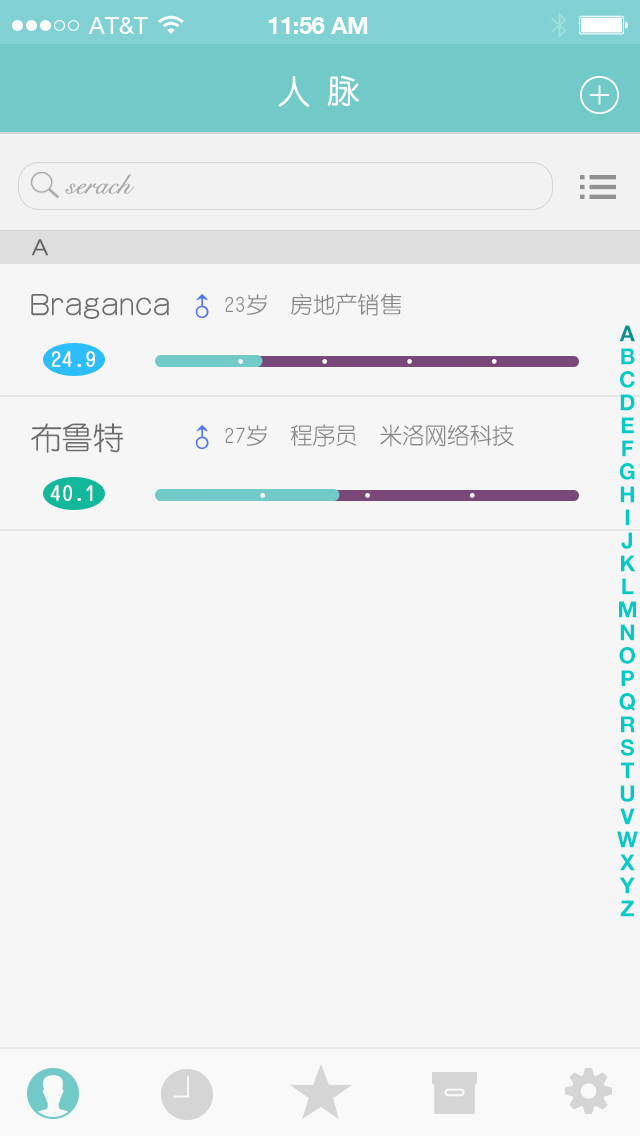 AT&T 11:56 AM
人 脉
serach
A
Braganca 23岁 房地产销售
24.9
布鲁特 27岁 程序员 米洛网络科技
40.1
A
B
C
D
E
F
G
H
I
J
K
L
M
N
O
P
Q
R
S
T
U
V
W
X
Y
Z